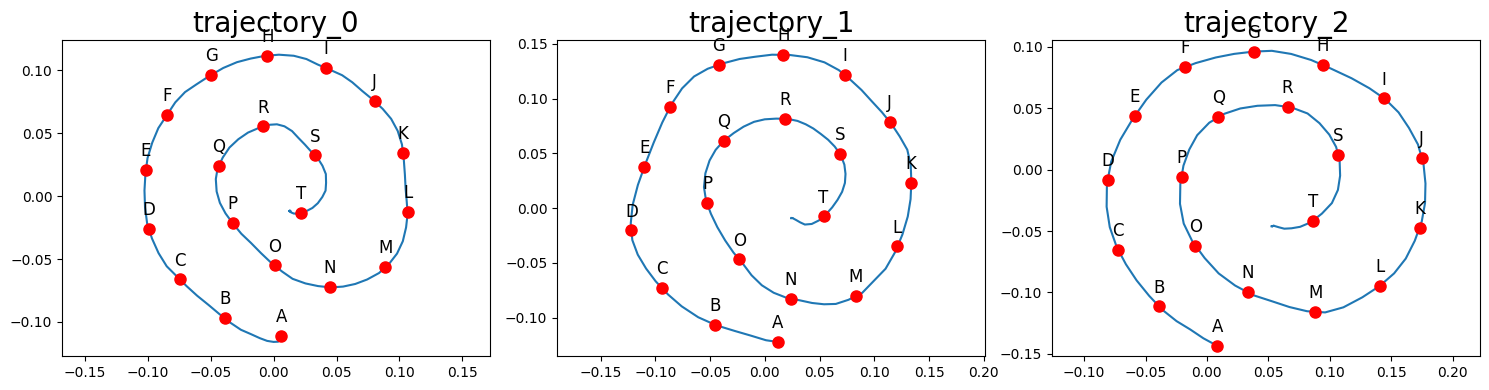 trajectory_0
H
G
I
J
F
R
K
S
Q
E
T
L
P
D
O
M
C
N
B
A
0.10
0.05
0.00
−0.05
−0.10
−0.15 −0.10 −0.05 0.00 0.05 0.10 0.15
trajectory_1
H
G
I
F
J
R
Q
S
E
K
P
T
D
L
O
C
M
N
B
A
0.15
0.10
0.05
0.00
−0.05
−0.10
−0.15 −0.10 −0.05 0.00 0.05 0.10 0.15 0.20
trajectory_2
G
F
H
I
R
E
Q
S
J
P
D
T
K
O
C
L
N
B
M
A
0.10
0.05
0.00
−0.05
−0.10
−0.15
−0.10 −0.05 0.00 0.05 0.10 0.15 0.20